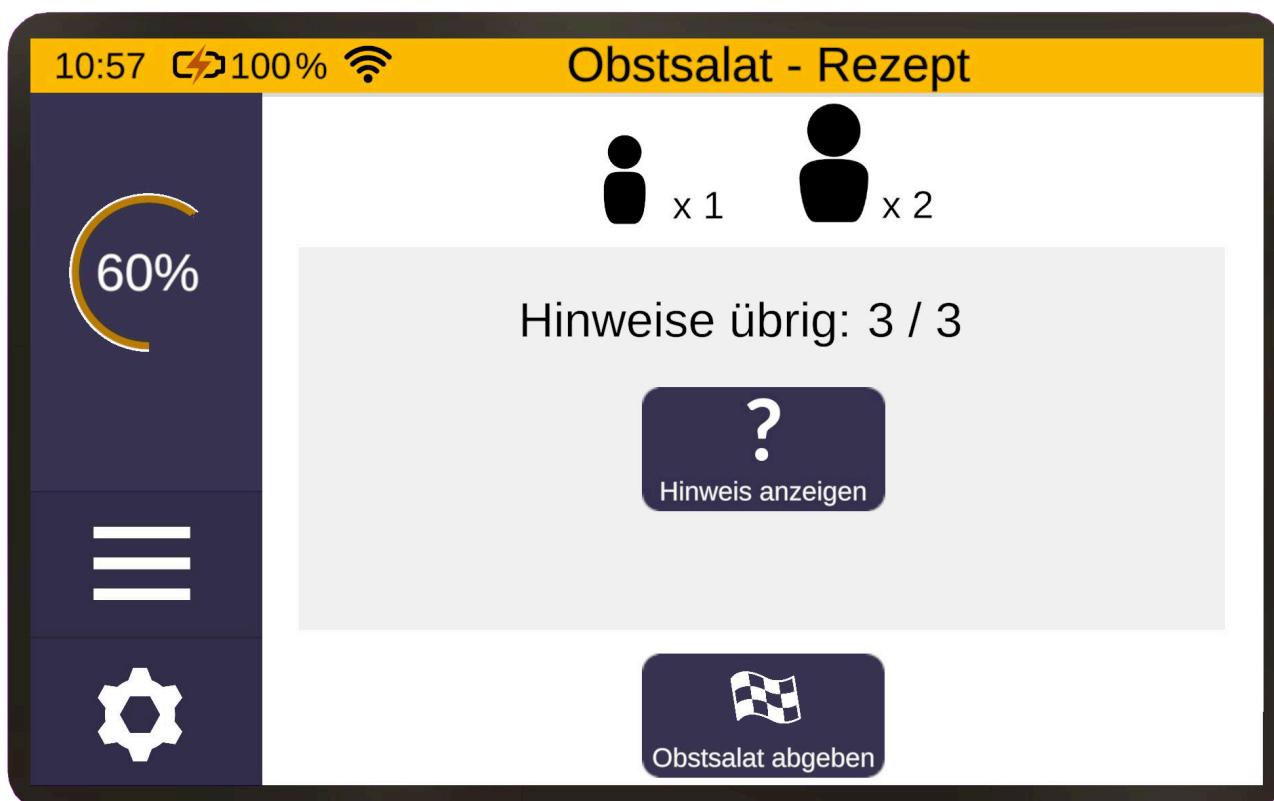 10:57 100% Obstsalat - Rezept
x 1 x 2
60%
Hinweise übrig: 3 / 3
?
Hinweis anzeigen
Obstsalat abgeben